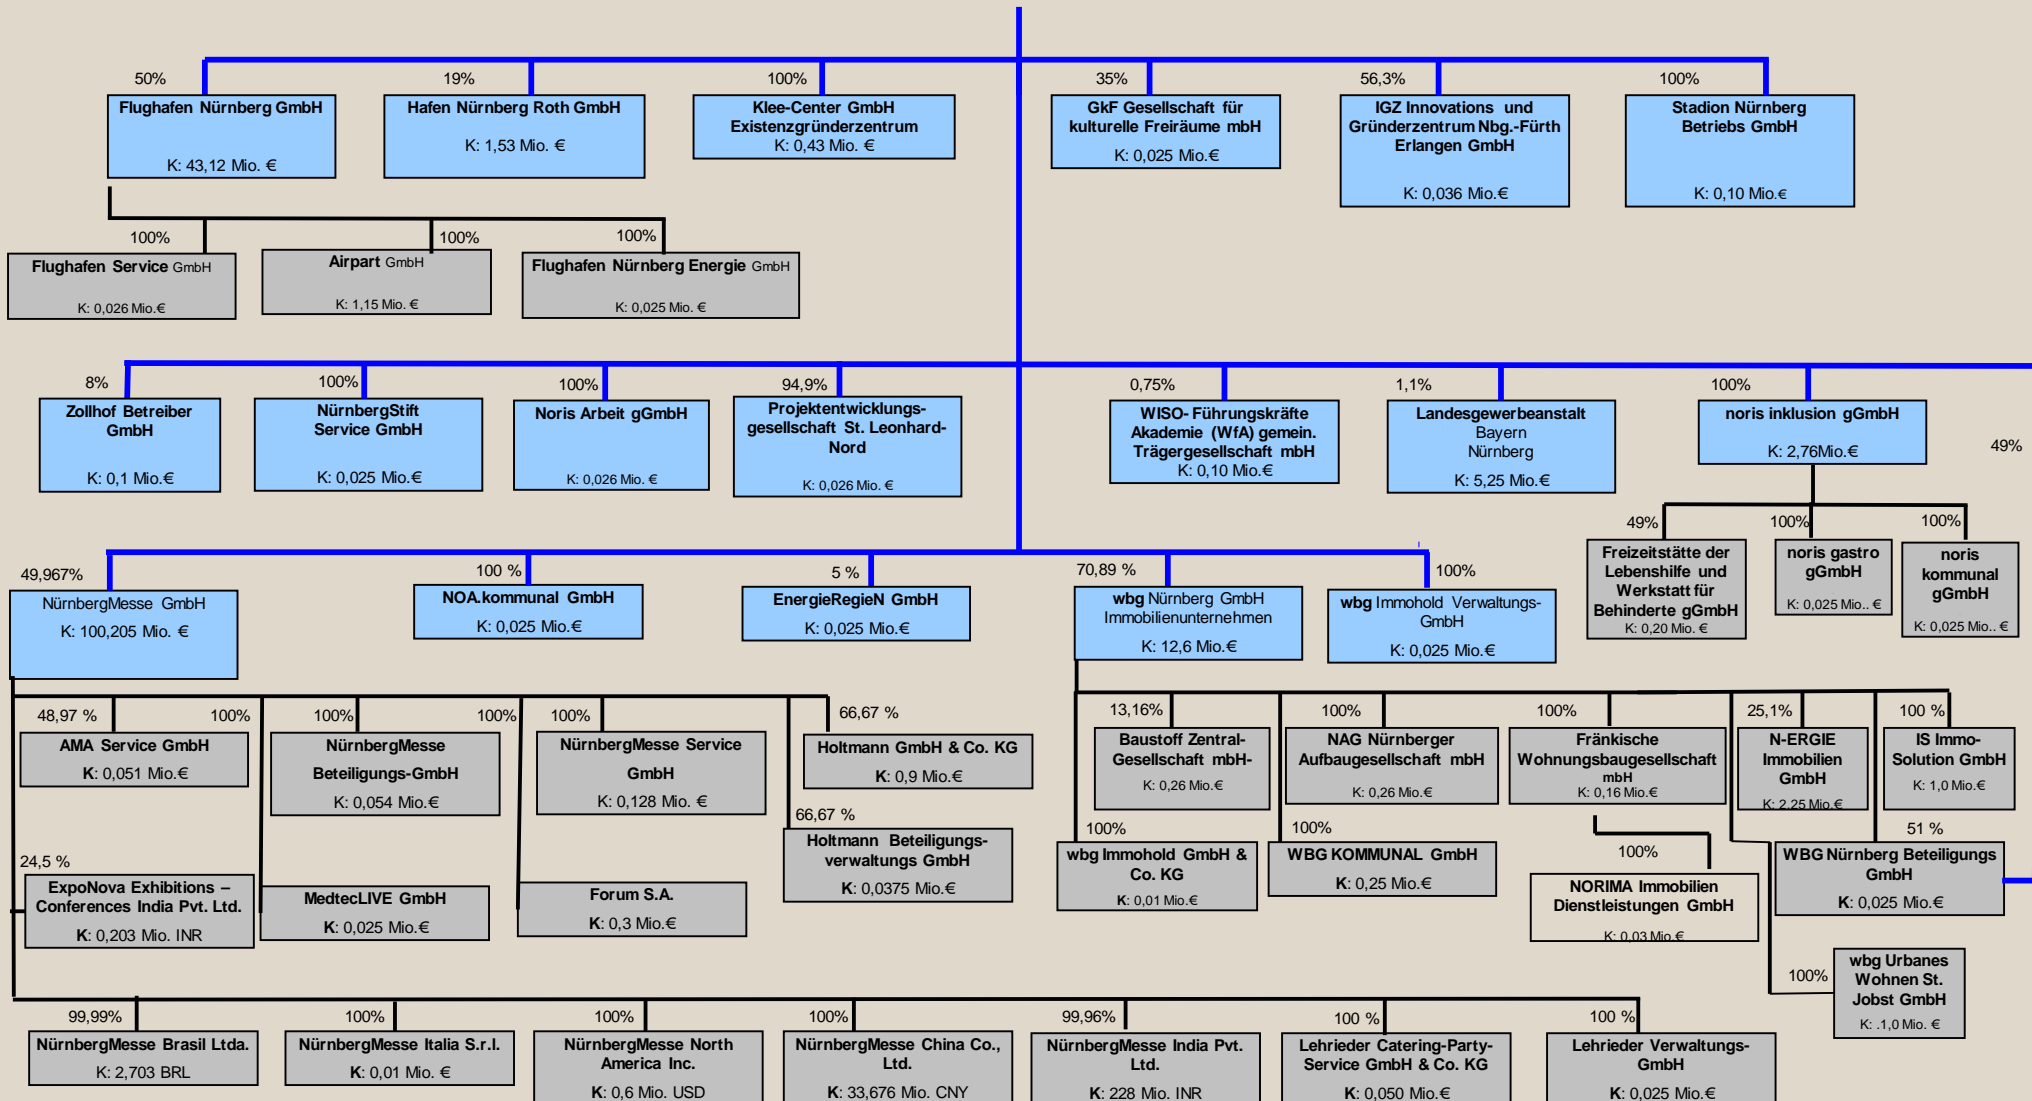 50%
Flughafen Nürnberg GmbH
K: 43,12 Mio. €
19%
Hafen Nürnberg Roth GmbH
K: 1,53 Mio. €
100%
Klee-Center GmbH
Existenzgründerzentrum
K: 0,43 Mio. €
35%
GkF Gesellschaft für
kulturelle Freiräume mbH
K: 0,025 Mio.€
56,3%
IGZ Innovations und
Gründerzentrum Nbg.-Fürth
Erlangen GmbH
K: 0,036 Mio.€
100%
Stadion Nürnberg
Betriebs GmbH
K: 0,10 Mio.€
100%
Flughafen Service GmbH
K: 0,026 Mio.€
100%
Airpart GmbH
K: 1,15 Mio. €
100%
Flughafen Nürnberg Energie GmbH
K: 0,025 Mio.€
8%
Zollhof Betreiber
GmbH
K: 0,1 Mio.€
100%
NürnbergStift
Service GmbH
K: 0,025 Mio.€
100%
Noris Arbeit gGmbH
K: 0,026 Mio. €
94,9%
Projektentwicklungs-
gesellschaft St. Leonhard-
Nord
K: 0,026 Mio. €
0,75%
WISO- Führungskräfte
Akademie (WfA) gemein.
Trägergesellschaft mbH
K: 0,10 Mio.€
1,1%
Landesgewerbeanstalt
Bayern
Nürnberg
K: 5,25 Mio.€
100%
noris inklusion gGmbH
K: 2,76Mio.€
49%
49%
Freizeitstätte der
Lebenshilfe und
Werkstatt für
Behinderte gGmbH
K: 0,20 Mio. €
100%
noris gastro
gGmbH
K: 0,025 Mio.. €
100%
noris
kommunal
gGmbH
K: 0,025 Mio.. €
49,967%
NürnbergMesse GmbH
K: 100,205 Mio. €
100 %
NOA.kommunal GmbH
K: 0,025 Mio.€
5 %
EnergieRegieN GmbH
K: 0,025 Mio.€
70,89 %
wbg Nürnberg GmbH
Immobilienunternehmen
K: 12,6 Mio.€
100%
wbg Immohold Verwaltungs-
GmbH
K: 0,025 Mio.€
48,97 %
AMA Service GmbH
K: 0,051 Mio.€
100%
100%
NürnbergMesse
Beteiligungs-GmbH
K: 0,054 Mio.€
100%
100%
NürnbergMesse Service
GmbH
K: 0,128 Mio. €
66,67 %
Holtmann GmbH & Co. KG
K: 0,9 Mio.€
13,16%
Baustoff Zentral-
Gesellschaft mbH-
K: 0,26 Mio.€
100%
NAG Nürnberger
Aufbaugesellschaft mbH
K: 0,26 Mio.€
100%
Fränkische
Wohnungsbaugesellschaft
mbH
K: 0,16 Mio.€
25,1%
N-ERGIE
Immobilien
GmbH
K: 2,25 Mio.€
100 %
IS Immo-
Solution GmbH
K: 1,0 Mio.€
24,5 %
ExpoNova Exhibitions –
Conferences India Pvt. Ltd.
K: 0,203 Mio. INR
MedtecLIVE GmbH
K: 0,025 Mio.€
Forum S.A.
K: 0,3 Mio.€
66,67 %
Holtmann Beteiligungs-
verwaltungs GmbH
K: 0,0375 Mio.€
100%
wbg Immohold GmbH &
Co. KG
K: 0,01 Mio.€
100%
WBG KOMMUNAL GmbH
K: 0,25 Mio.€
100%
NORIMA Immobilien
Dienstleistungen GmbH
K: 0,03 Mio.€
51 %
WBG Nürnberg Beteiligungs
GmbH
K: 0,025 Mio.€
100%
wbg Urbanes
Wohnen St.
Jobst GmbH
K: .1,0 Mio. €
99,99%
NürnbergMesse Brasil Ltda.
K: 2,703 BRL
100%
NürnbergMesse Italia S.r.l.
K: 0,01 Mio. €
100%
NürnbergMesse North
America Inc.
K: 0,6 Mio. USD
100%
NürnbergMesse China Co.,
Ltd.
K: 33,676 Mio. CNY
99,96%
NürnbergMesse India Pvt.
Ltd.
K: 228 Mio. INR
100 %
Lehrieder Catering-Party-
Service GmbH & Co. KG
K: 0,050 Mio.€
100 %
Lehrieder Verwaltungs-
GmbH
K: 0,025 Mio.€